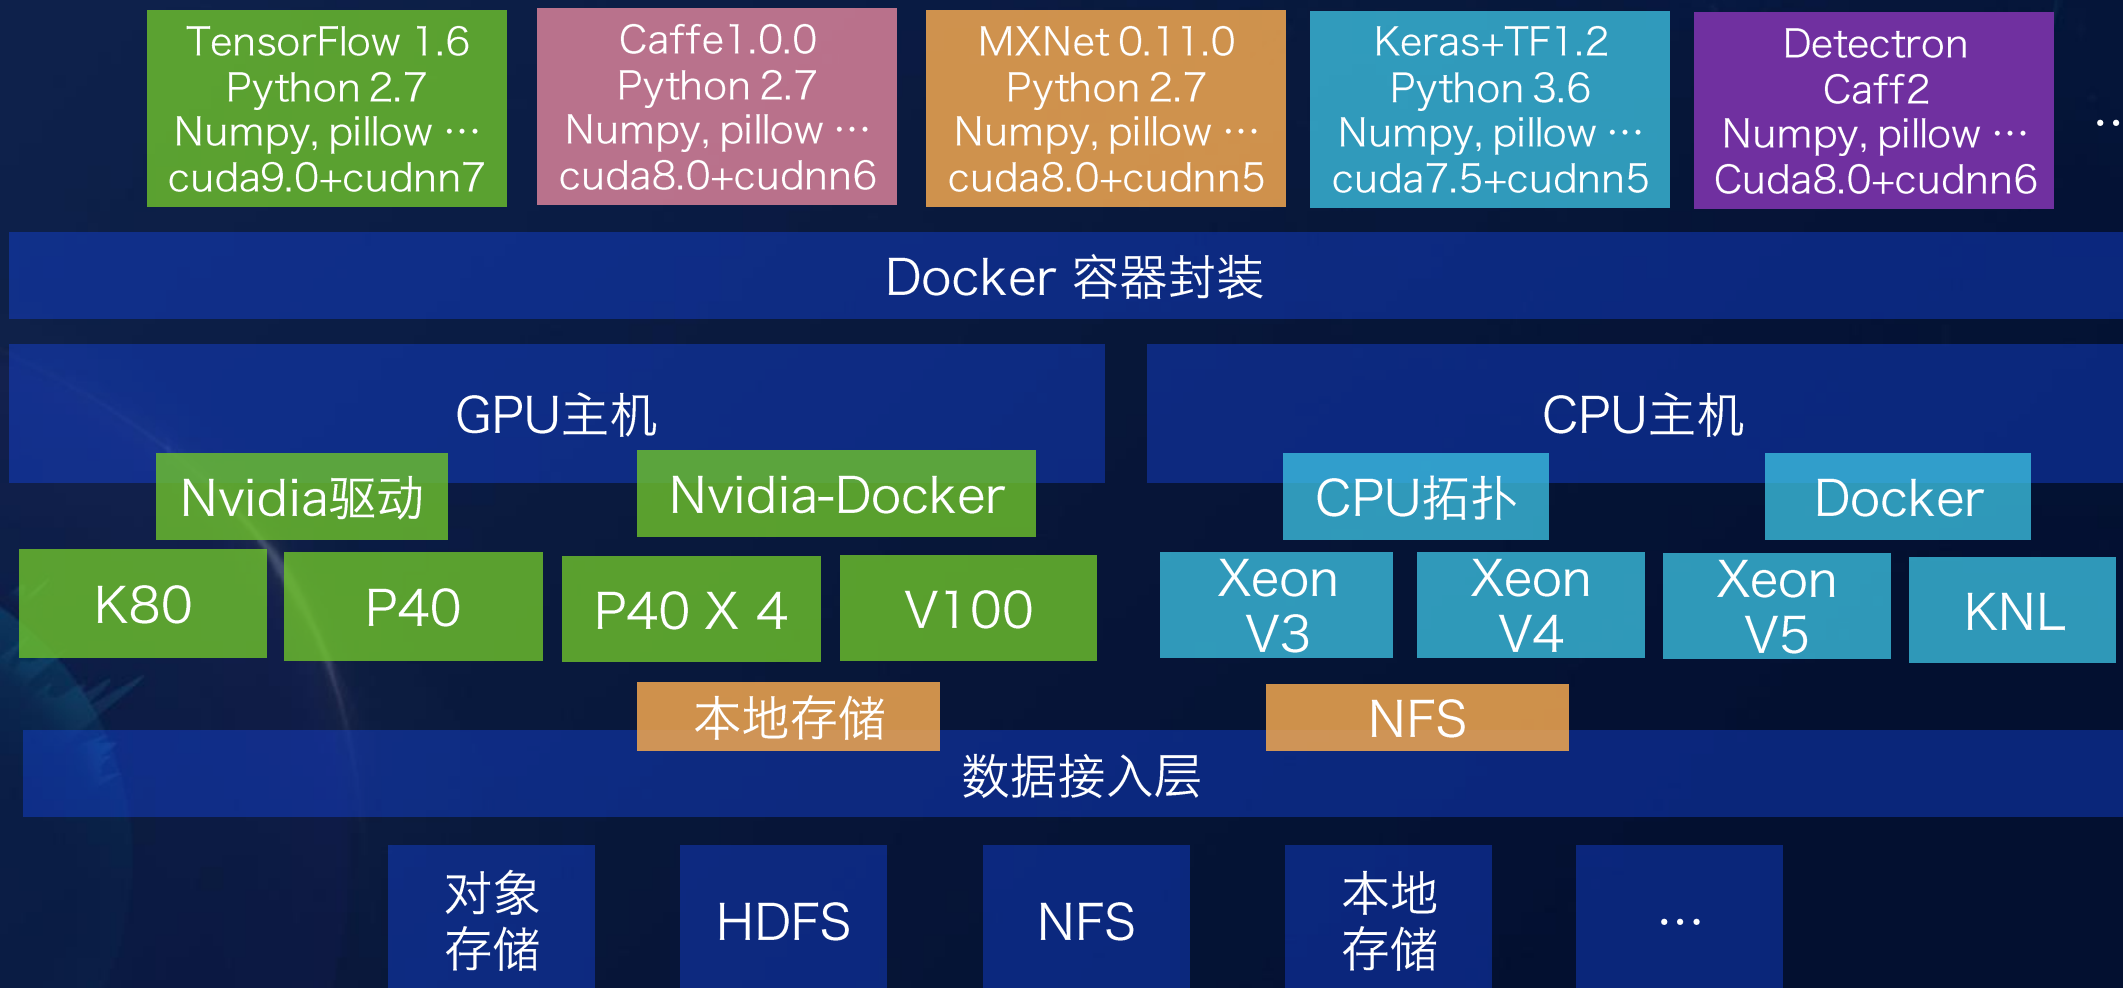 TensorFlow 1.6
Python 2.7
Numpy, pillow …
cuda9.0+cudnn7
Caffe1.0.0
Python 2.7
Numpy, pillow …
cuda8.0+cudnn6
MXNet 0.11.0
Python 2.7
Numpy, pillow …
cuda8.0+cudnn5
Keras+TF1.2
Python 3.6
Numpy, pillow …
cuda7.5+cudnn5
Detectron
Caff2
Numpy, pillow …
Cuda8.0+cudnn6
…
Docker 容器封装
GPU主机
Nvidia驱动
Nvidia-Docker
K80
P40
P40 X 4
V100
CPU主机
CPU拓扑
Docker
Xeon
V3
Xeon
V4
Xeon
V5
KNL
本地存储
NFS
数据接入层
对象
存储
HDFS
NFS
本地
存储
…